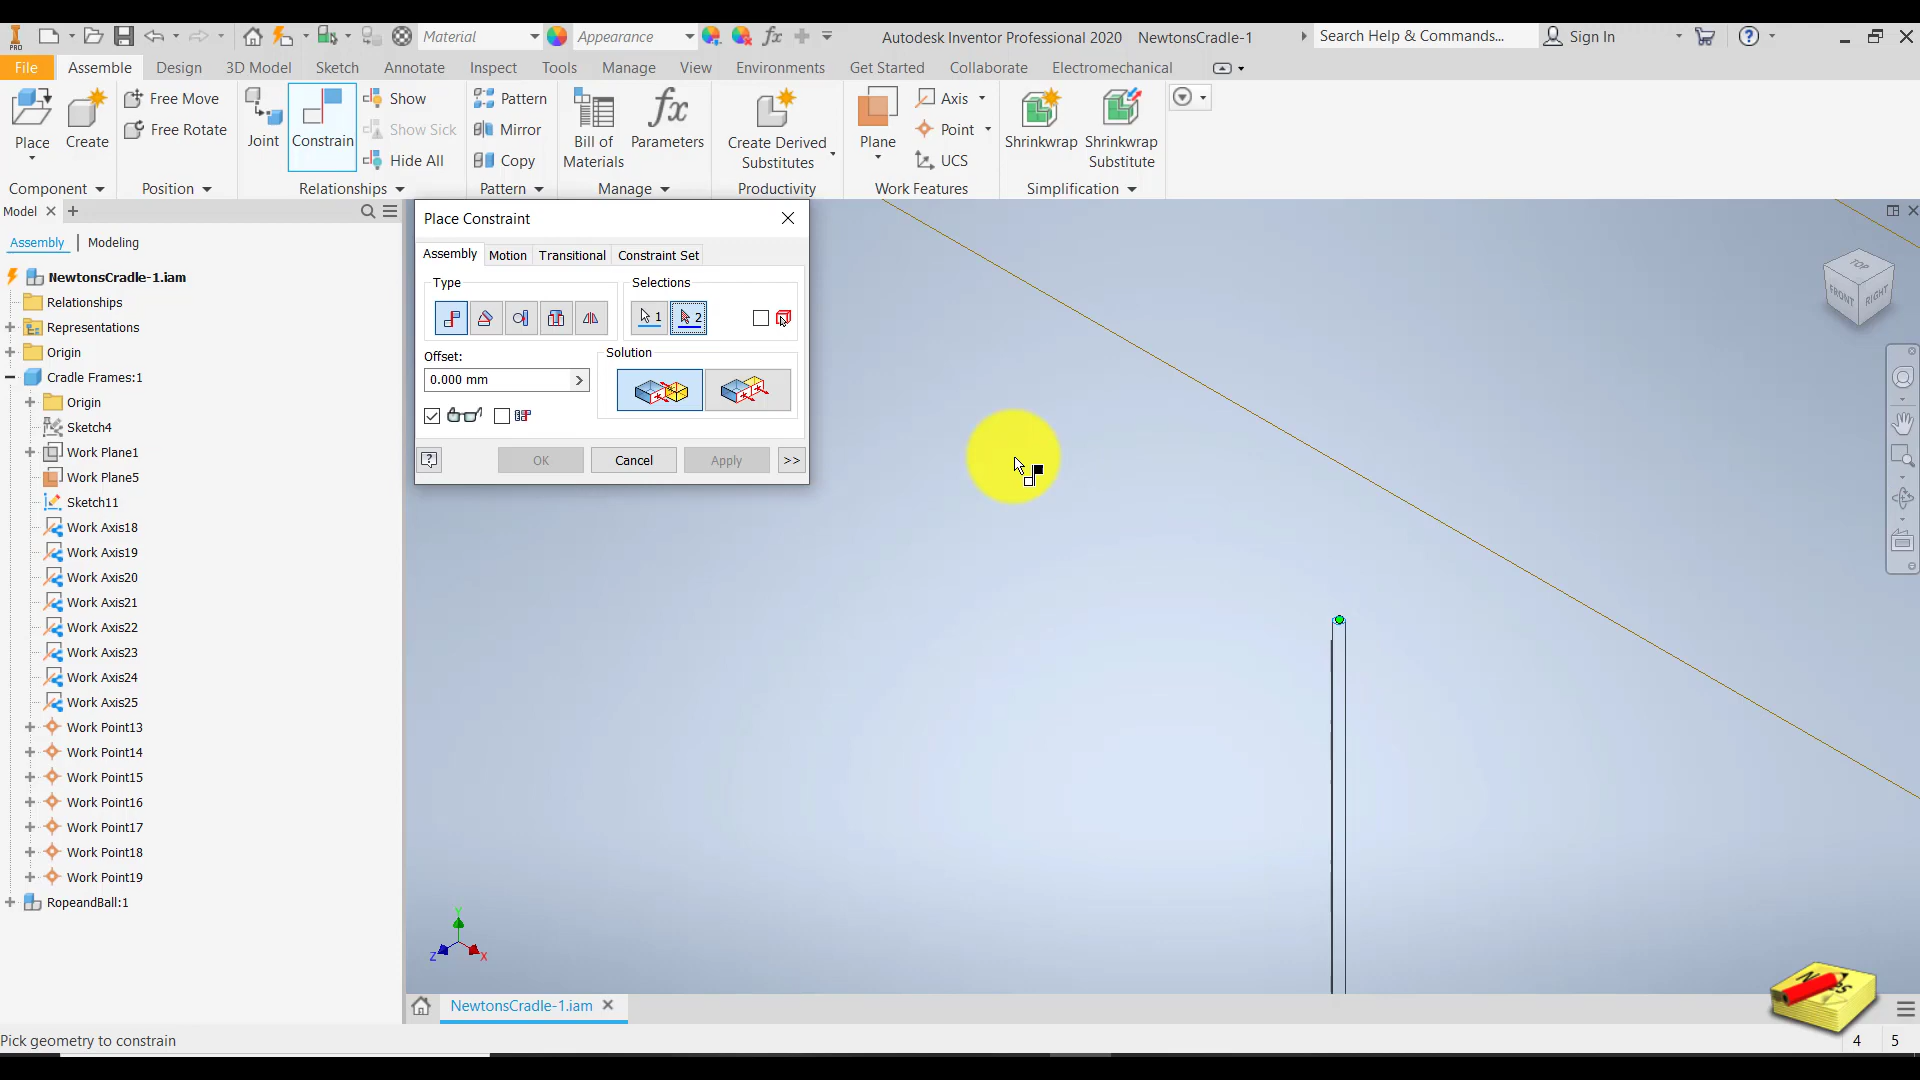 PRO
Material
Appearance
Autodesk Inventor Professional 2020 NewtonsCradle-1
Search Help & Commands...
Sign In
File Assemble Design 3D Model Sketch Annotate Inspect Tools Manage View Environments Get Started Collaborate Electromechanical
Place
Create
Free Move
Free Rotate
Joint
Constrain
Show
Show Sick
Hide All
Pattern
Mirror
Copy
Bill of
Materials
Parameters
Create Derived
Substitutes
Plane
Axis
Point
UCS
Shrinkwrap
Shrinkwrap
Substitute
Component Position Relationships Pattern Manage Productivity Work Features Simplification
Model
Assembly | Modeling
NewtonsCradle-1.iam
Relationships
Representations
Origin
Cradle Frames:1
Origin
Sketch4
Work Plane1
Work Plane5
Sketch11
Work Axis18
Work Axis19
Work Axis20
Work Axis21
Work Axis22
Work Axis23
Work Axis24
Work Axis25
Work Point13
Work Point14
Work Point15
Work Point16
Work Point17
Work Point18
Work Point19
RopeandBall:1
Place Constraint
Assembly Motion Transitional Constraint Set
Type
Selections
1
2
Offset:
0.000 mm
Solution
OK
Cancel
Apply
>>
TOP
FRONT
RIGHT
Y
Z
X
NewtonsCradle-1.iam
Pick geometry to constrain
4 5